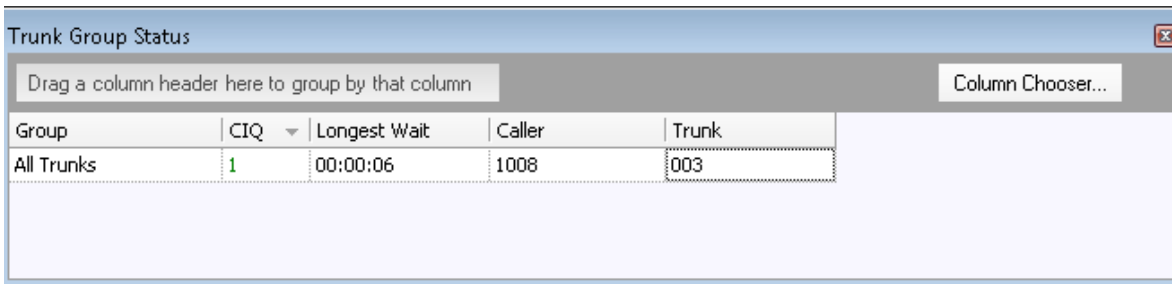 Trunk Group Status
Drag a column header here to group by that column Column Chooser...
Group CIQ Longest Wait Caller Trunk
All Trunks 1 00:00:06 1008 003